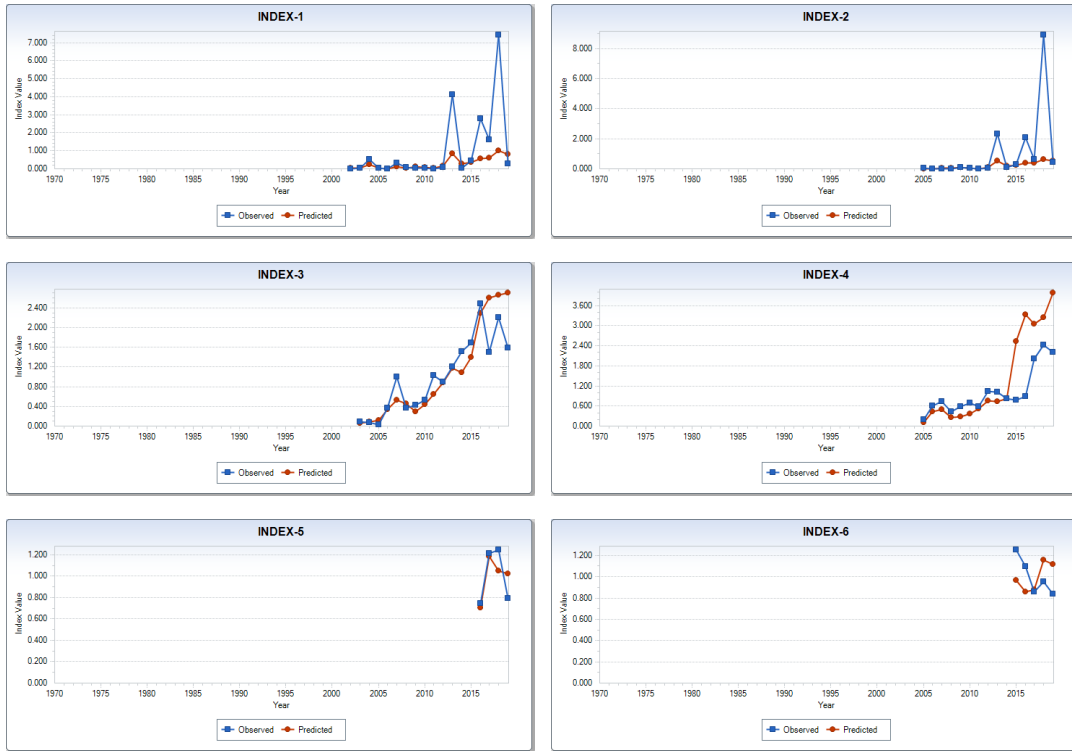 INDEX-1
Index Value
7.000
6.000
5.000
4.000
3.000
2.000
1.000
0.000
1970 1975 1980 1985 1990 1995 2000 2005 2010 2015
Year
Observed Predicted
INDEX-2
Index Value
8.000
6.000
4.000
2.000
0.000
1970 1975 1980 1985 1990 1995 2000 2005 2010 2015
Year
Observed Predicted
INDEX-3
Index Value
2.400
2.000
1.600
1.200
0.800
0.400
0.000
1970 1975 1980 1985 1990 1995 2000 2005 2010 2015
Year
Observed Predicted
INDEX-4
Index Value
3.600
3.000
2.400
1.800
1.200
0.600
0.000
1970 1975 1980 1985 1990 1995 2000 2005 2010 2015
Year
Observed Predicted
INDEX-5
Index Value
1.200
1.000
0.800
0.600
0.400
0.200
0.000
1970 1975 1980 1985 1990 1995 2000 2005 2010 2015
Year
Observed Predicted
INDEX-6
Index Value
1.200
1.000
0.800
0.600
0.400
0.200
0.000
1970 1975 1980 1985 1990 1995 2000 2005 2010 2015
Year
Observed Predicted